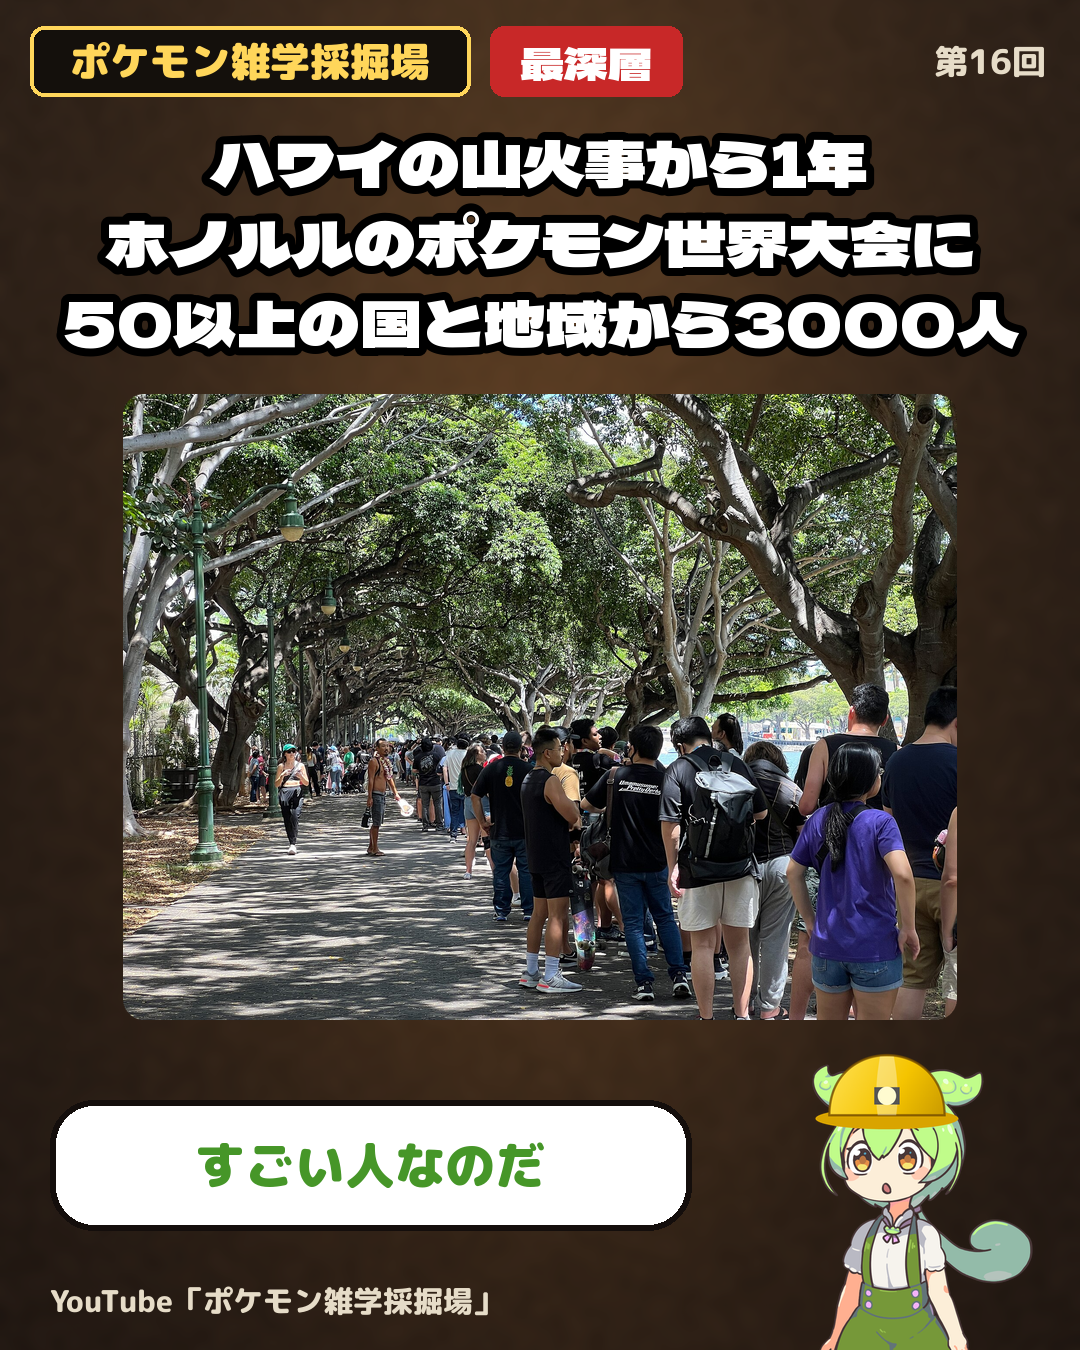 ポケモン雑学採掘場
最深層
第16回
ハワイの山火事から1年
ホノルルのポケモン世界大会に
50以上の国と地域から3000人
すごい人なのだ
YouTube「ポケモン雑学採掘場」